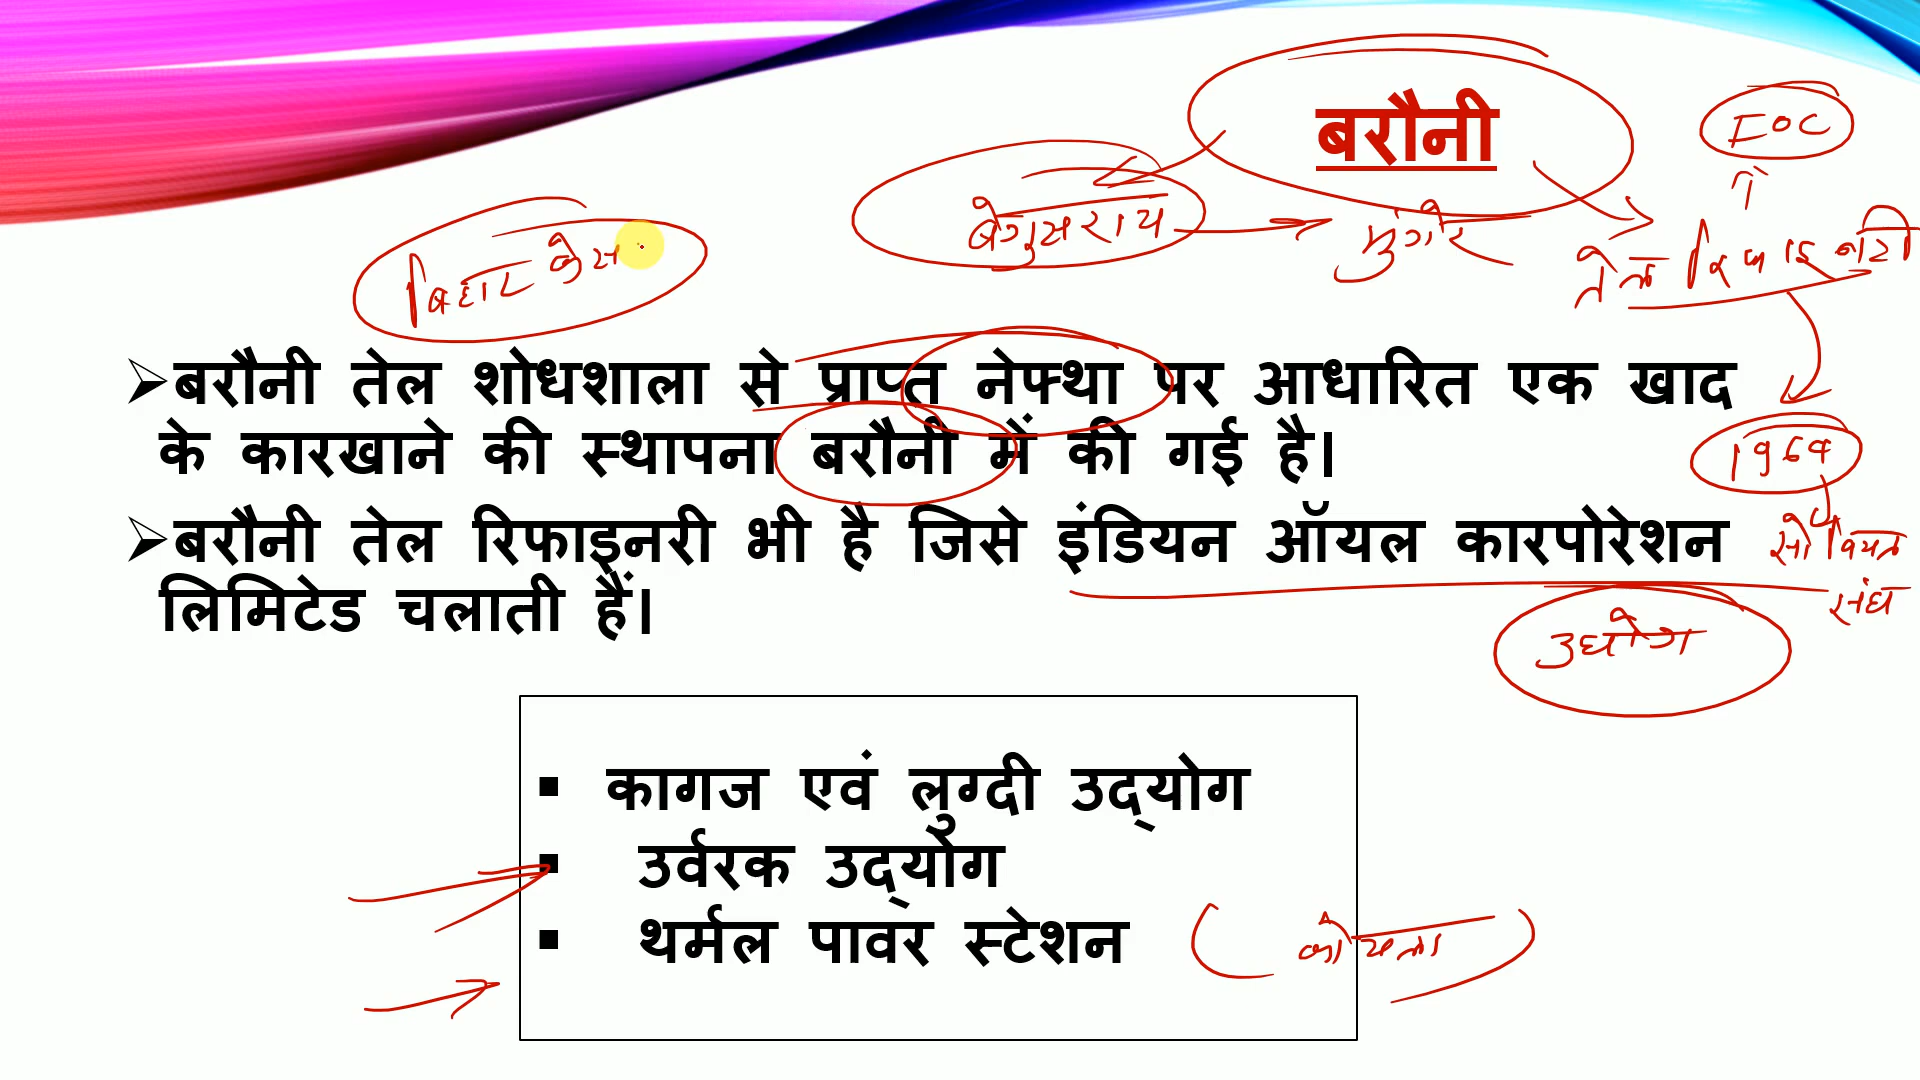 बरौनी
IOC
बेगुसराय
मुंगेर
तेल रिफाइनरी
बिहार
➢बरौनी तेल शोधशाला से प्राप्त नेफ्था पर आधारित एक खाद
के कारखाने की स्थापना बरौनी में की गई है।
1964
➢बरौनी तेल रिफाइनरी भी है जिसे इंडियन ऑयल कारपोरेशन
लिमिटेड चलाती हैं।
सोवियत
संघ
उद्योग
▪ कागज एवं लुग्दी उद्योग
▪ उर्वरक उद्योग
▪ थर्मल पावर स्टेशन
(कोयला)